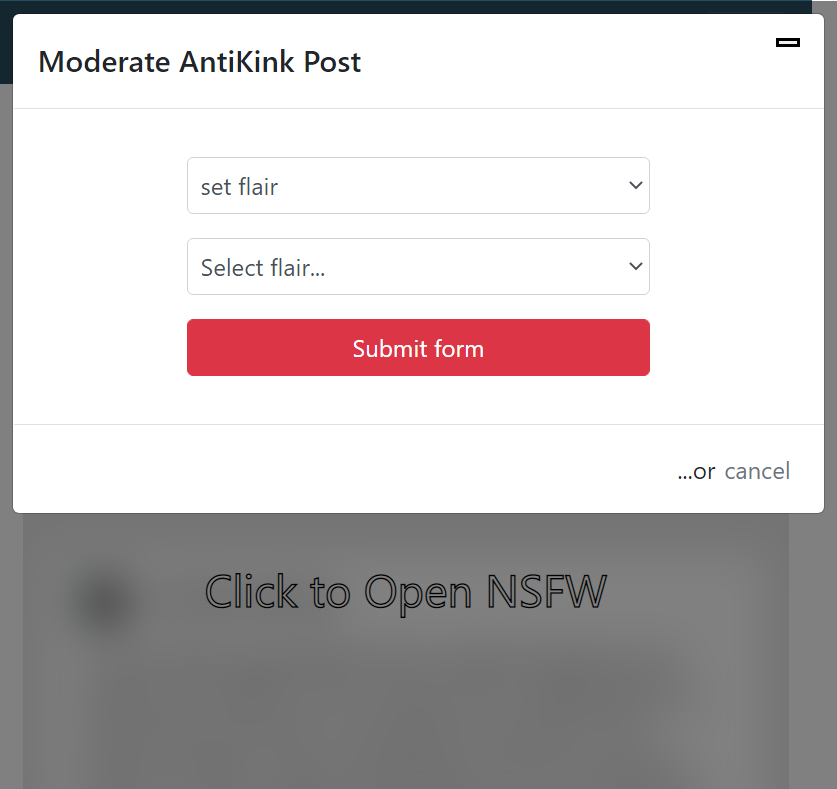 Moderate AntiKink Post
set flair
Select flair...
Submit form
...or cancel
Click to Open NSFW